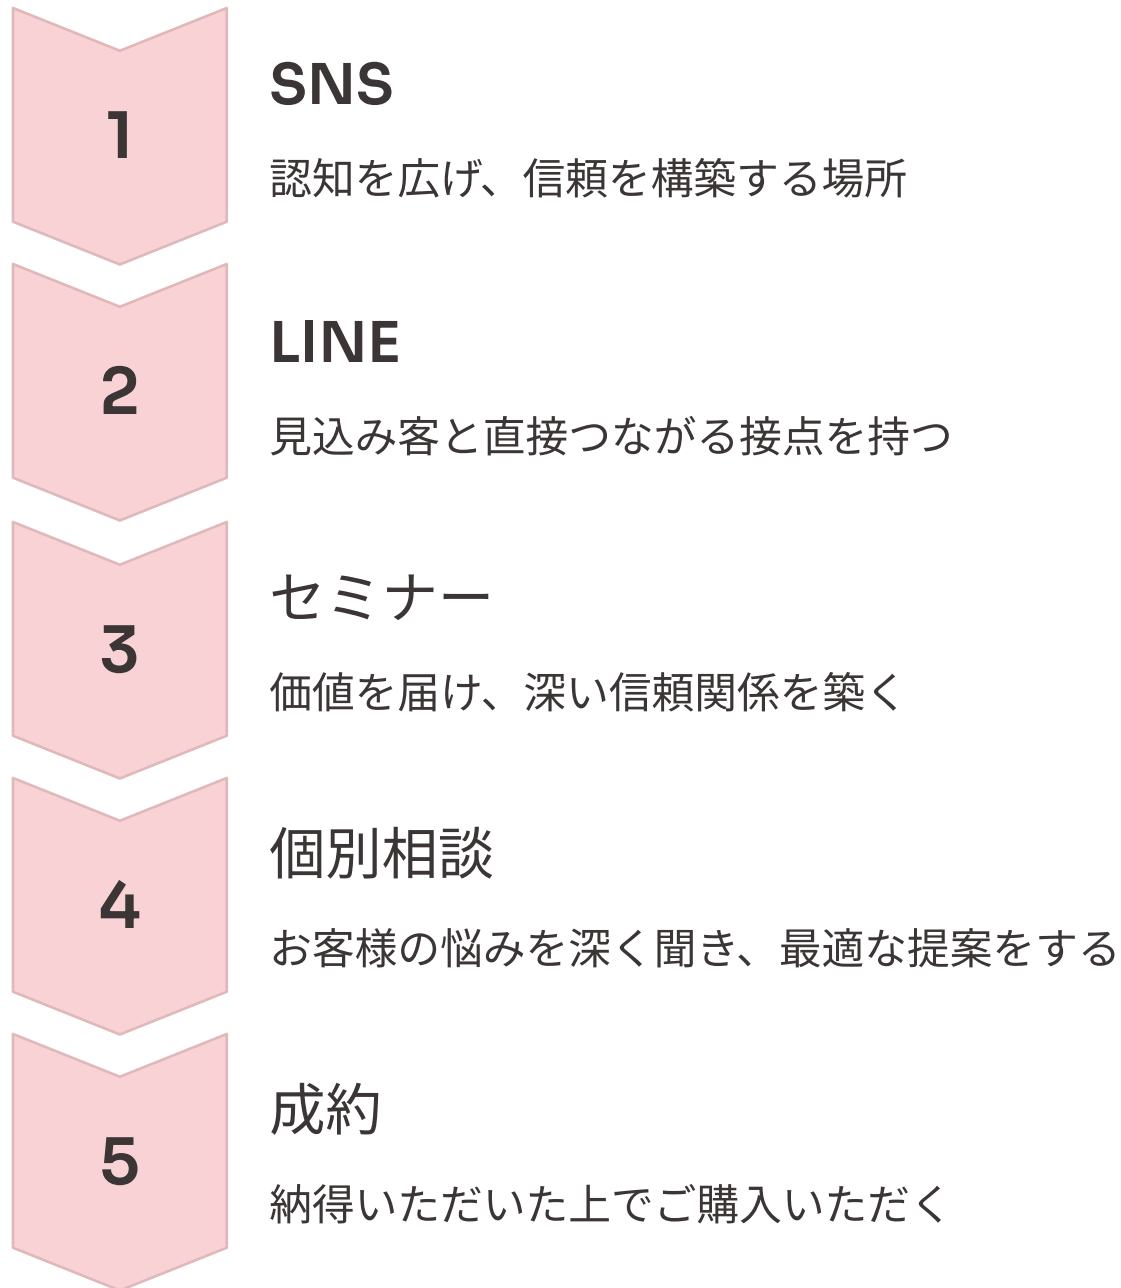 1
SNS
認知を広げ、信頼を構築する場所
2
LINE
見込み客と直接つながる接点を持つ
3
セミナー
価値を届け、深い信頼関係を築く
4
個別相談
お客様の悩みを深く聞き、最適な提案をする
5
成約
納得いただいた上でご購入いただく